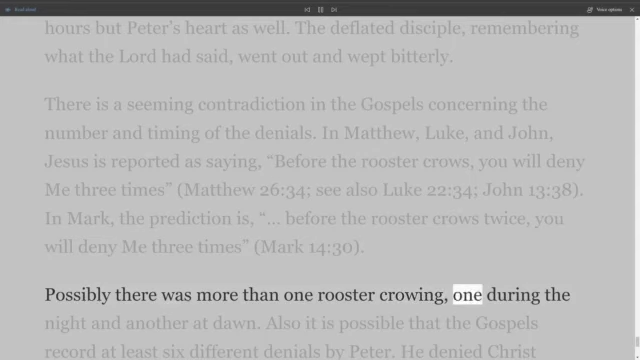 Read aloud
Voice options
hours but Peter's heart as well. The deflated disciple, remembering
what the Lord had said, went out and wept bitterly.
There is a seeming contradiction in the Gospels concerning the
number and timing of the denials. In Matthew, Luke, and John,
Jesus is reported as saying, “Before the rooster crows, you will deny
Me three times” (Matthew 26:34; see also Luke 22:34; John 13:38).
In Mark, the prediction is, “… before the rooster crows twice, you
will deny Me three times” (Mark 14:30).
Possibly there was more than one rooster crowing, one during the
night and another at dawn. Also it is possible that the Gospels
record at least six different denials by Peter. He denied Christ